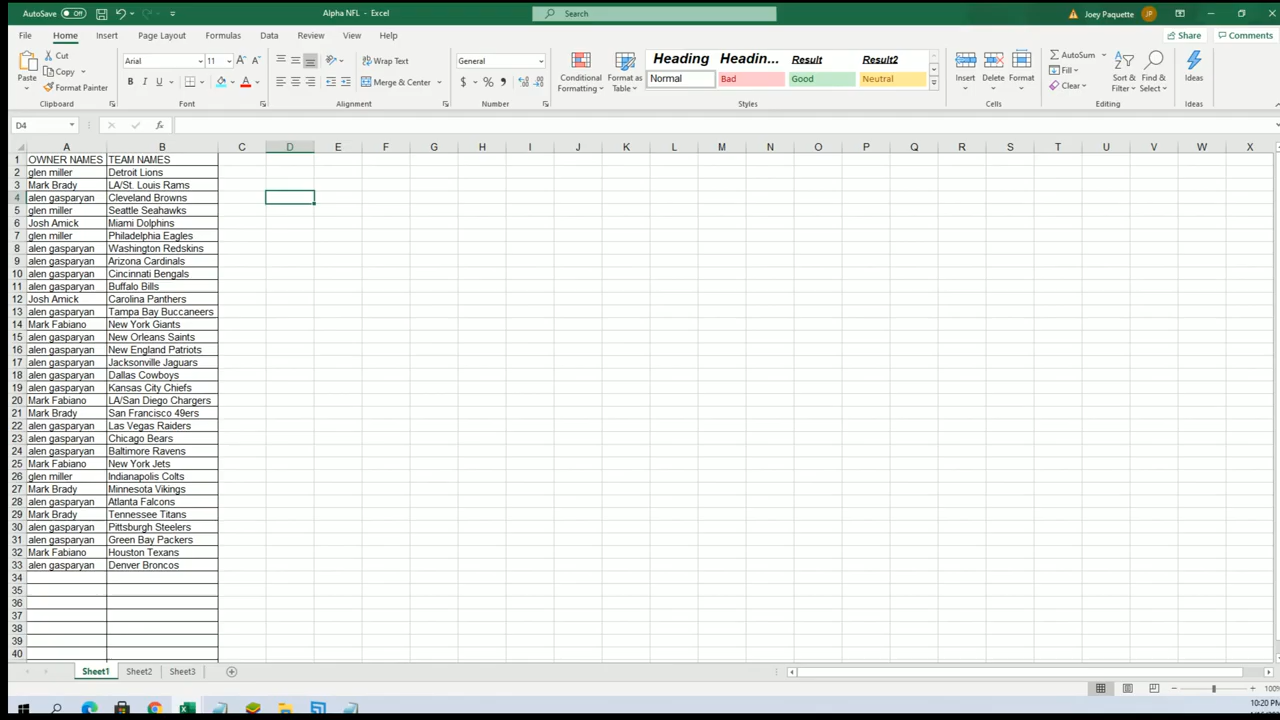 AutoSave Off
Alpha NFL - Excel
Search
Joey Paquette JP
File Home Insert Page Layout Formulas Data Review View Help
Share Comments
Paste
Cut
Copy
Format Painter
Clipboard
Arial 11
B I U
Font
Wrap Text
Merge & Center
Alignment
General
$ % 9
Number
Conditional Formatting
Format as Table
Heading Heading... Result Result2
Normal Bad Good Neutral
Styles
Insert Delete Format
Cells
AutoSum
Fill
Clear
Sort & Filter
Find & Select
Editing
Ideas
Ideas
D4 fx
A B C D E F G H I J K L M N O P Q R S T U V W X
1 OWNER NAMES TEAM NAMES
2 glen miller Detroit Lions
3 Mark Brady LA/St. Louis Rams
4 alen gasparyan Cleveland Browns
5 glen miller Seattle Seahawks
6 Josh Amick Miami Dolphins
7 glen miller Philadelphia Eagles
8 alen gasparyan Washington Redskins
9 alen gasparyan Arizona Cardinals
10 alen gasparyan Cincinnati Bengals
11 alen gasparyan Buffalo Bills
12 Josh Amick Carolina Panthers
13 alen gasparyan Tampa Bay Buccaneers
14 Mark Fabiano New York Giants
15 alen gasparyan New Orleans Saints
16 alen gasparyan New England Patriots
17 alen gasparyan Jacksonville Jaguars
18 alen gasparyan Dallas Cowboys
19 alen gasparyan Kansas City Chiefs
20 Mark Fabiano LA/San Diego Chargers
21 Mark Brady San Francisco 49ers
22 alen gasparyan Las Vegas Raiders
23 alen gasparyan Chicago Bears
24 alen gasparyan Baltimore Ravens
25 Mark Fabiano New York Jets
26 glen miller Indianapolis Colts
27 Mark Brady Minnesota Vikings
28 alen gasparyan Atlanta Falcons
29 Mark Brady Tennessee Titans
30 alen gasparyan Pittsburgh Steelers
31 alen gasparyan Green Bay Packers
32 Mark Fabiano Houston Texans
33 alen gasparyan Denver Broncos
34
35
36
37
38
39
40
Sheet1 Sheet2 Sheet3
100%
10:20 PM